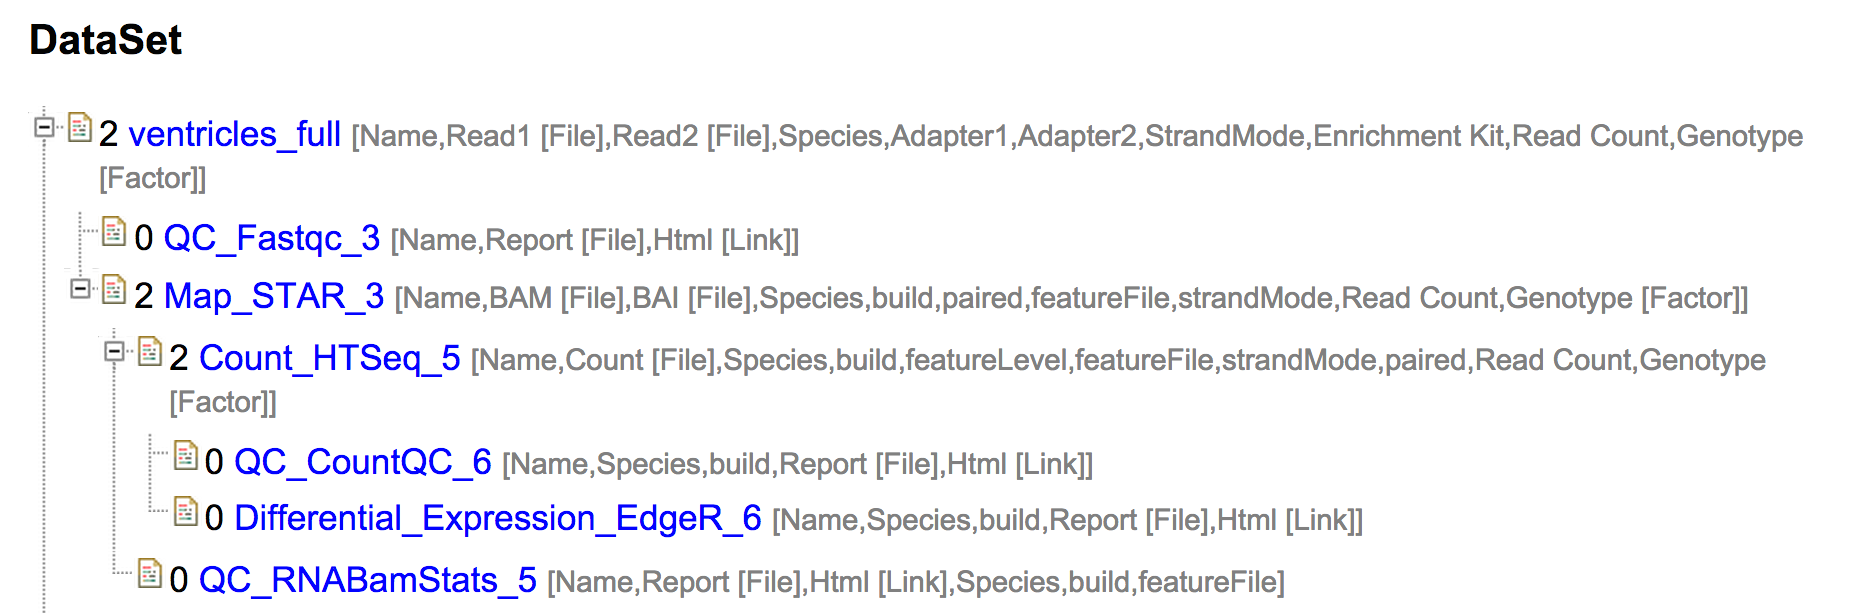 DataSet
2 ventricles_full [Name,Read1 [File],Read2 [File],Species,Adapter1,Adapter2,StrandMode,Enrichment Kit,Read Count,Genotype
[Factor]]
0 QC_Fastqc_3 [Name,Report [File],Html [Link]]
2 Map_STAR_3 [Name,BAM [File],BAI [File],Species,build,paired,featureFile,strandMode,Read Count,Genotype [Factor]]
2 Count_HTSeq_5 [Name,Count [File],Species,build,featureLevel,featureFile,strandMode,paired,Read Count,Genotype
[Factor]]
0 QC_CountQC_6 [Name,Species,build,Report [File],Html [Link]]
0 Differential_Expression_EdgeR_6 [Name,Species,build,Report [File],Html [Link]]
0 QC_RNABamStats_5 [Name,Report [File],Html [Link],Species,build,featureFile]